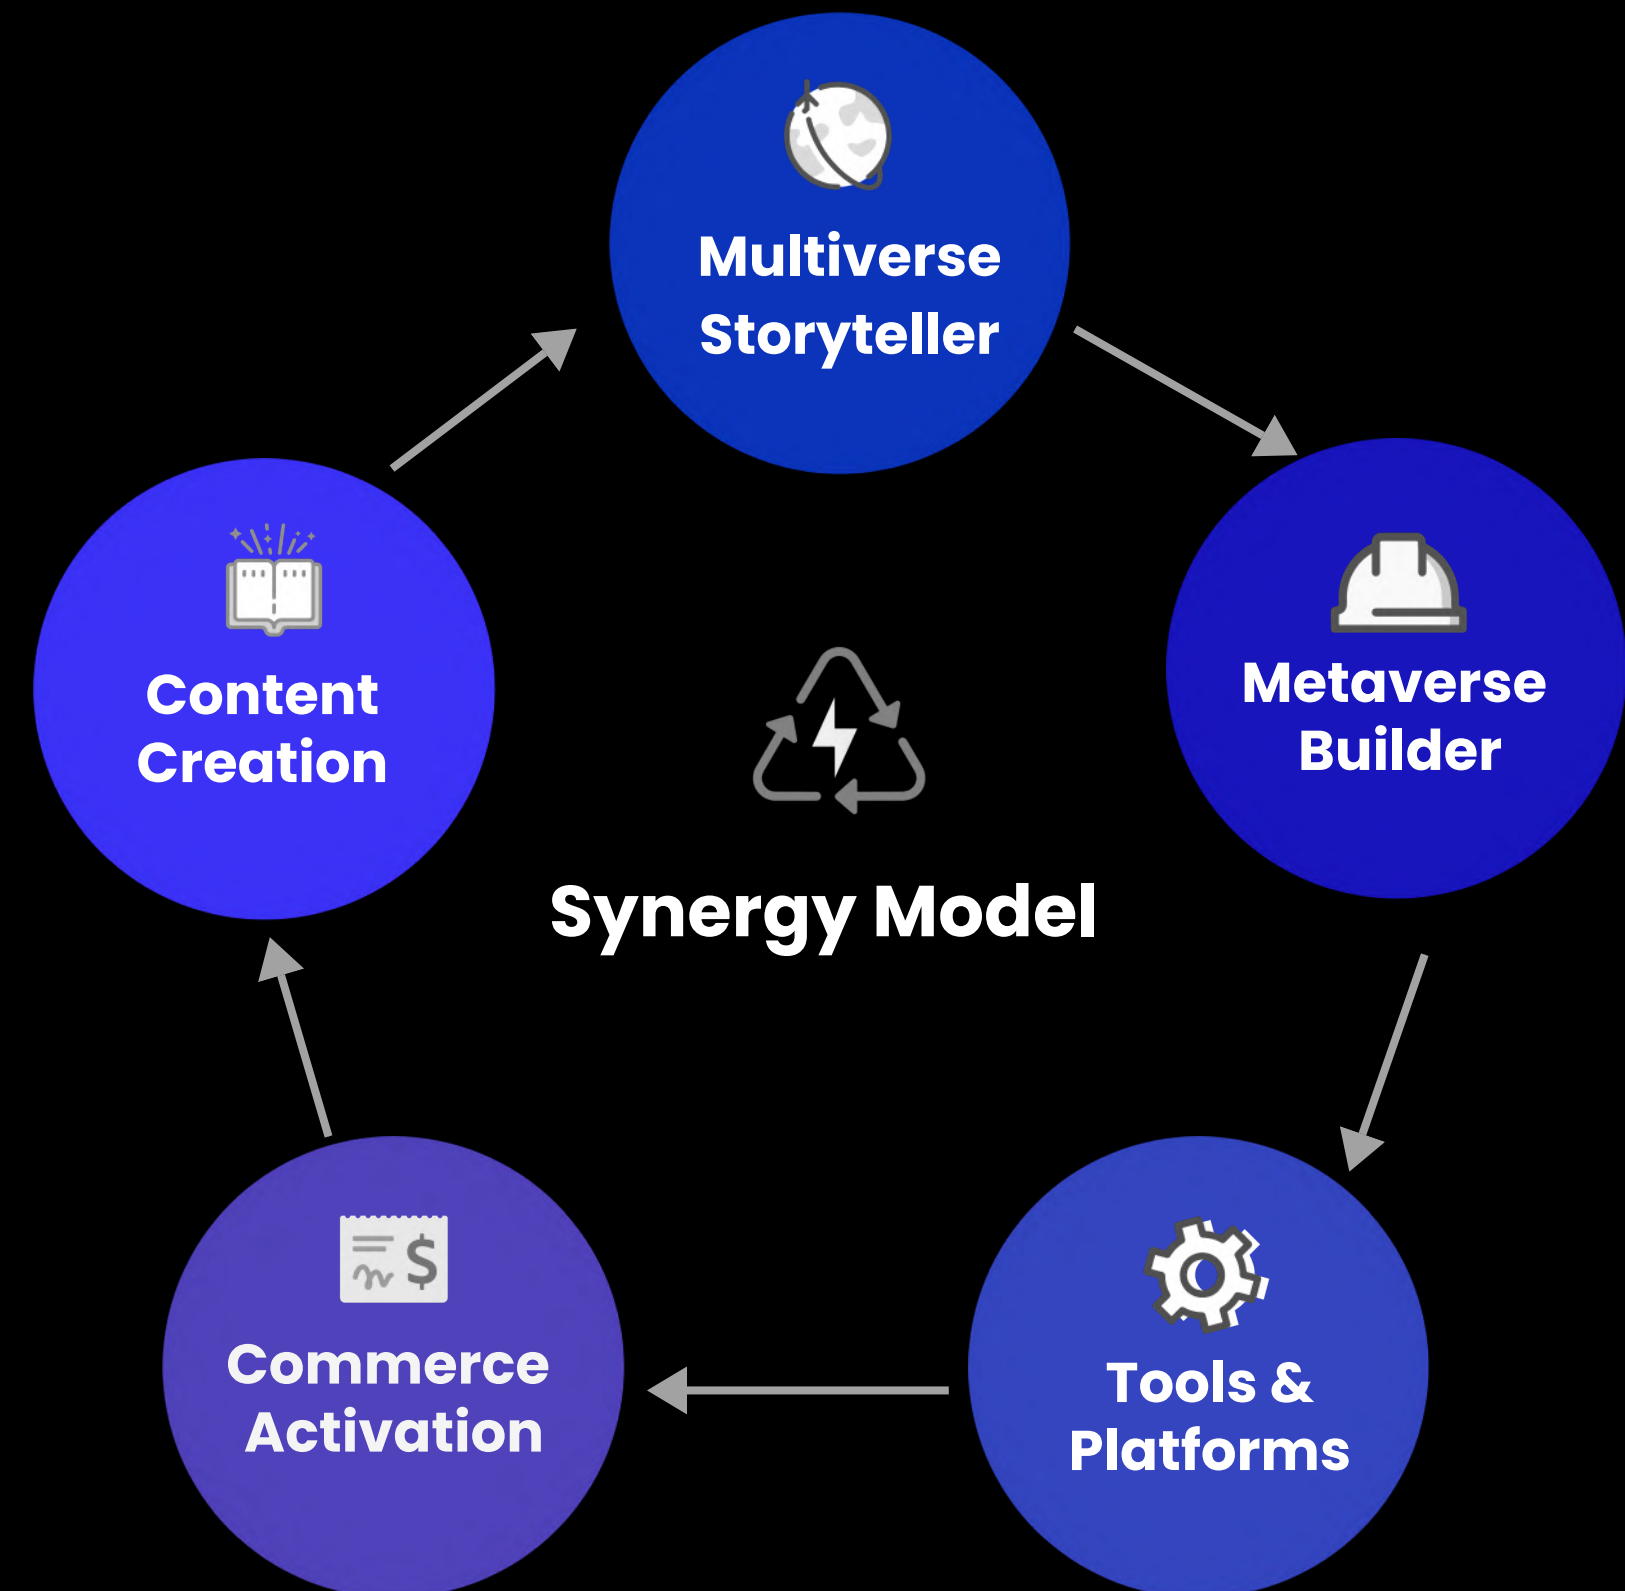 Multiverse
Storyteller
Metaverse
Builder
Tools &
Platforms
Commerce
Activation
Content
Creation
Synergy Model
$